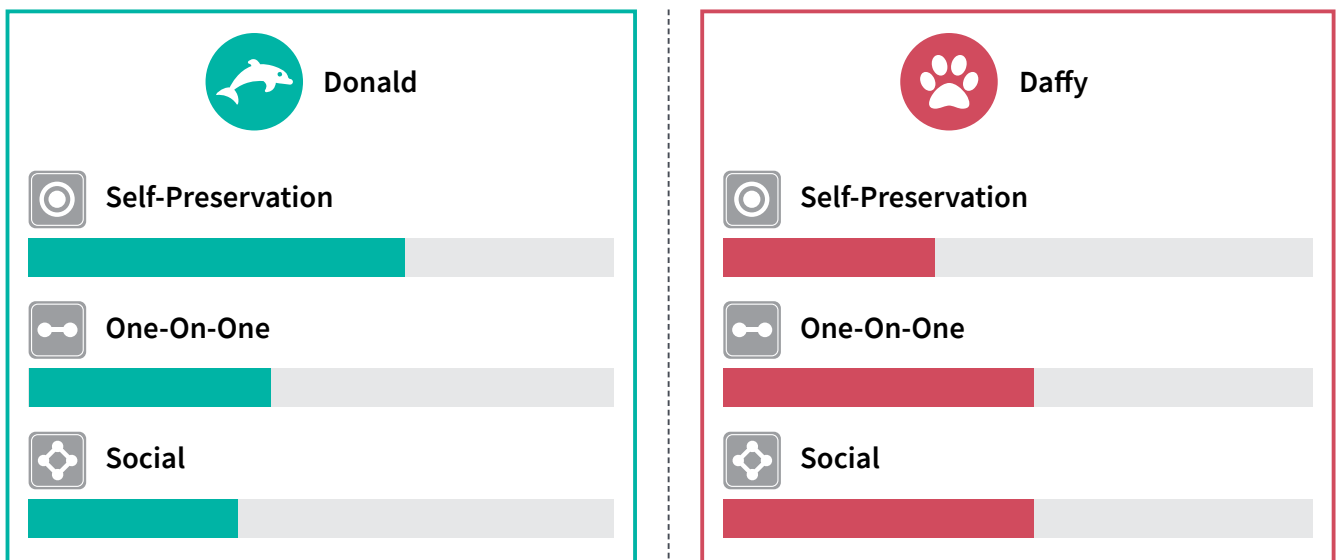 Donald
Self-Preservation
One-On-One
Social
Daffy
Self-Preservation
One-On-One
Social